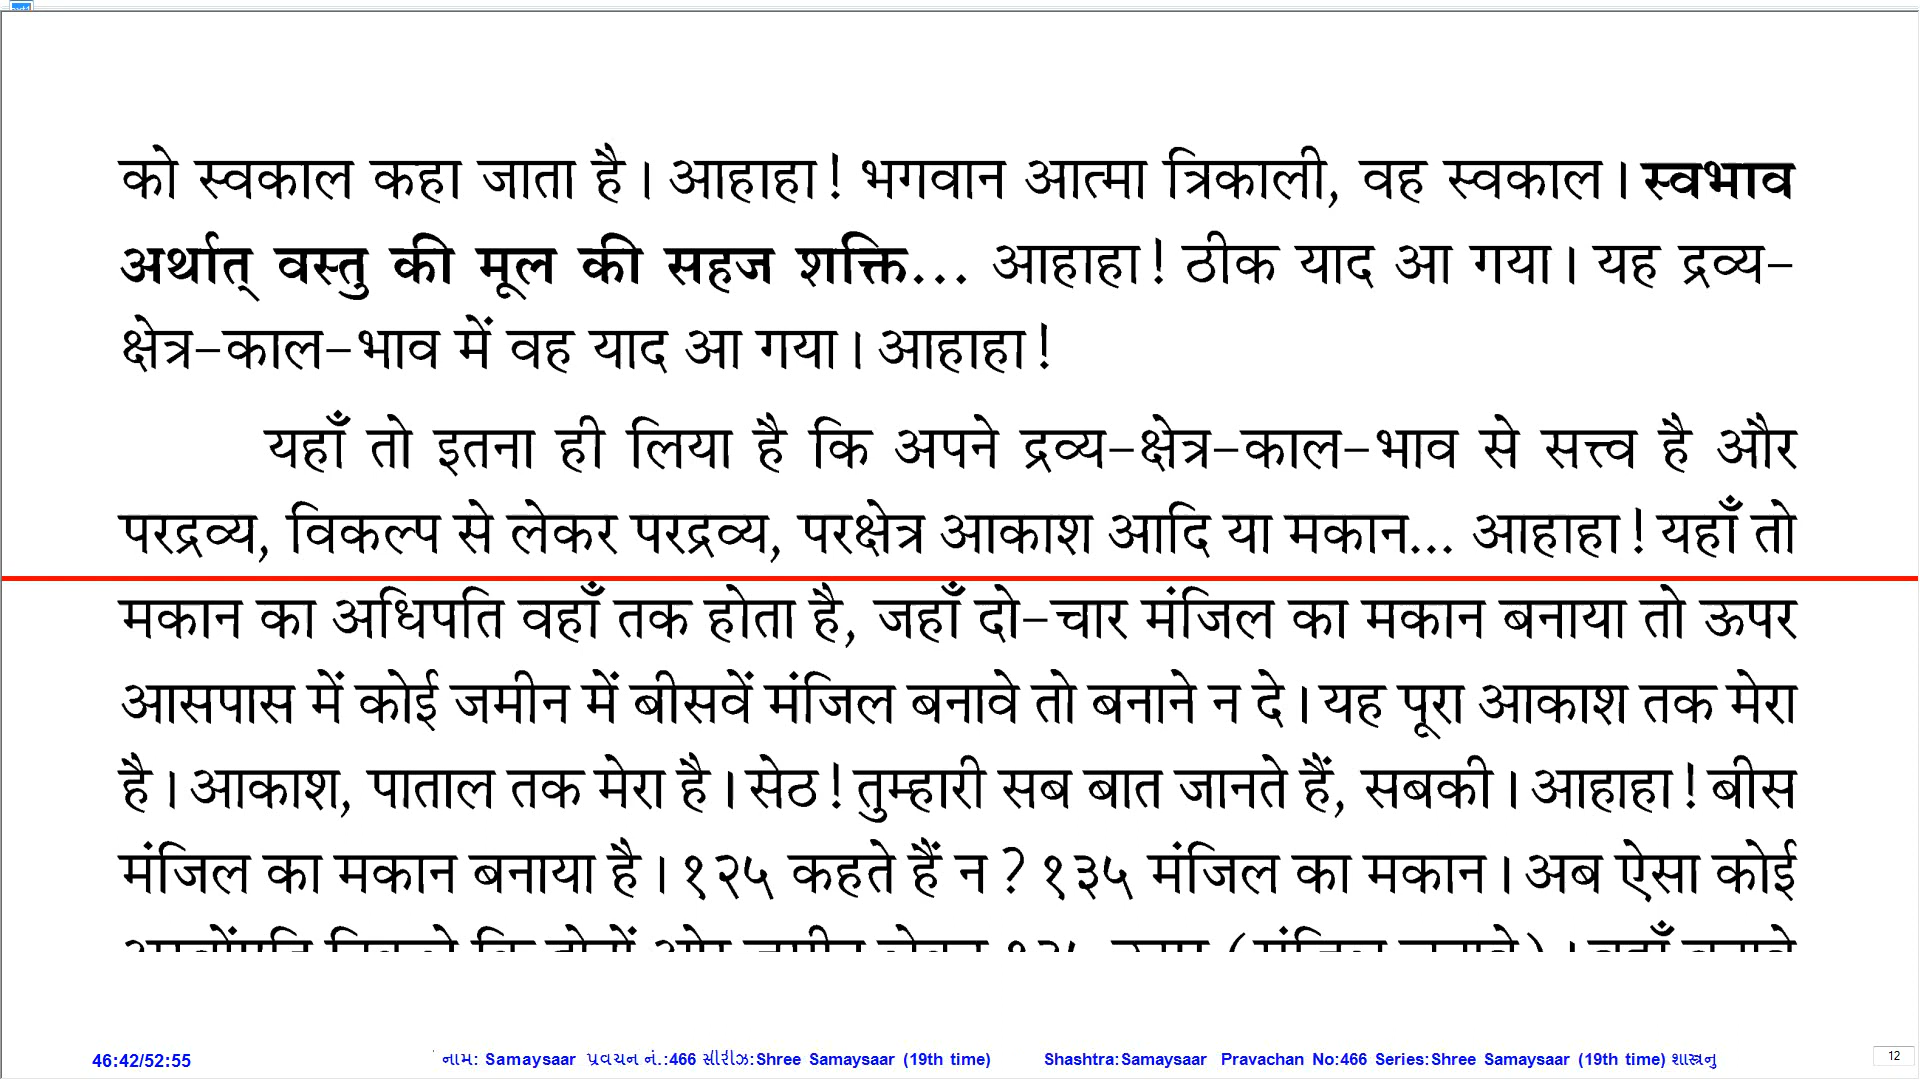 को स्वकाल कहा जाता है। आहाहा! भगवान आत्मा त्रिकाली, वह स्वकाल। स्वभाव
अर्थात् वस्तु की मूल की सहज शक्ति... आहाहा! ठीक याद आ गया। यह द्रव्य-
क्षेत्र-काल-भाव में वह याद आ गया। आहाहा!
यहाँ तो इतना ही लिया है कि अपने द्रव्य-क्षेत्र-काल-भाव से सत्त्व है और
परद्रव्य, विकल्प से लेकर परद्रव्य, परक्षेत्र आकाश आदि या मकान... आहाहा! यहाँ तो
मकान का अधिपति वहाँ तक होता है, जहाँ दो-चार मंजिल का मकान बनाया तो ऊपर
आसपास में कोई जमीन में बीसवें मंजिल बनावे तो बनाने न दे। यह पूरा आकाश तक मेरा
है। आकाश, पाताल तक मेरा है। सेठ! तुम्हारी सब बात जानते हैं, सबकी। आहाहा! बीस
मंजिल का मकान बनाया है। १२५ कहते हैं न? १३५ मंजिल का मकान। अब ऐसा कोई
46:42/52:55 નામ: Samaysaar પ્રવચન નં.:466 સીરીઝ:Shree Samaysaar (19th time) Shashtra:Samaysaar Pravachan No:466 Series:Shree Samaysaar (19th time) શાસ્ત્રનુ 12